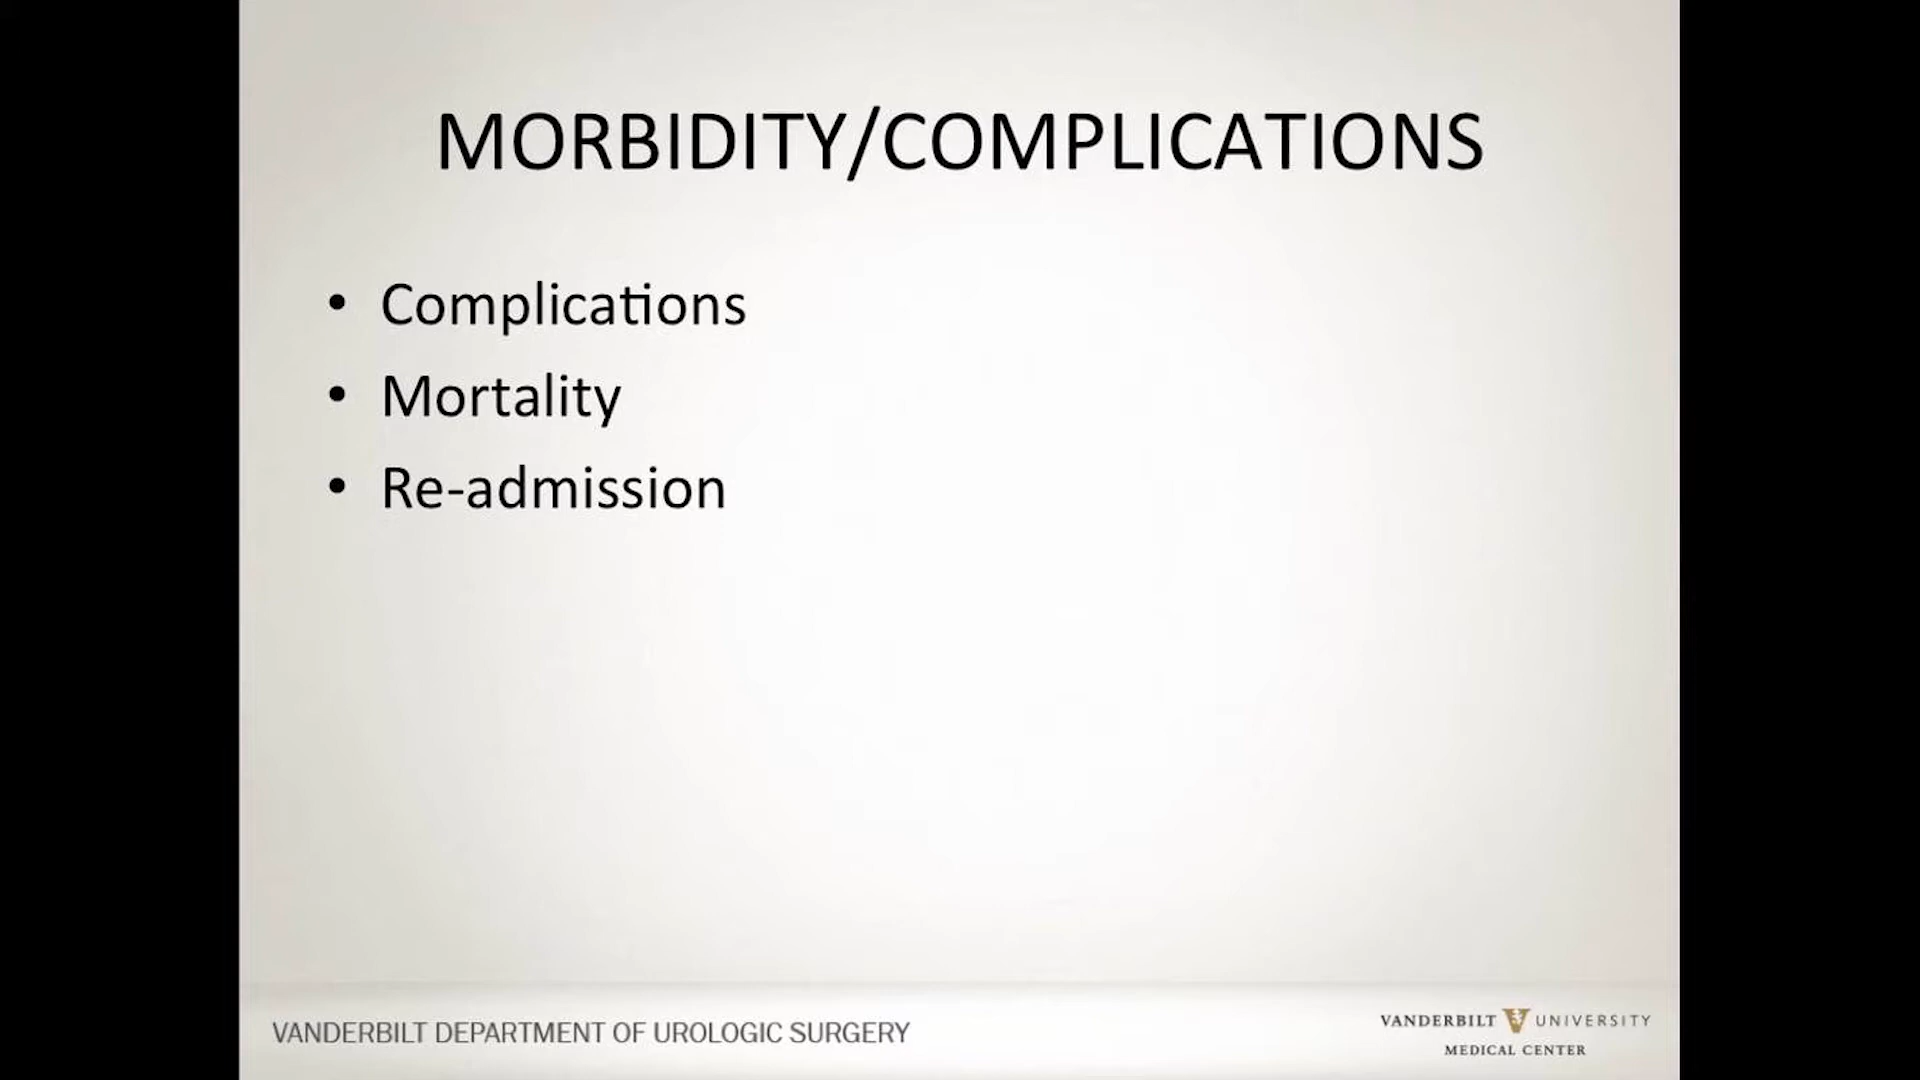 MORBIDITY/COMPLICATIONS
• Complications
• Mortality
• Re-admission
VANDERBILT DEPARTMENT OF UROLOGIC SURGERY
VANDERBILT V UNIVERSITY
MEDICAL CENTER